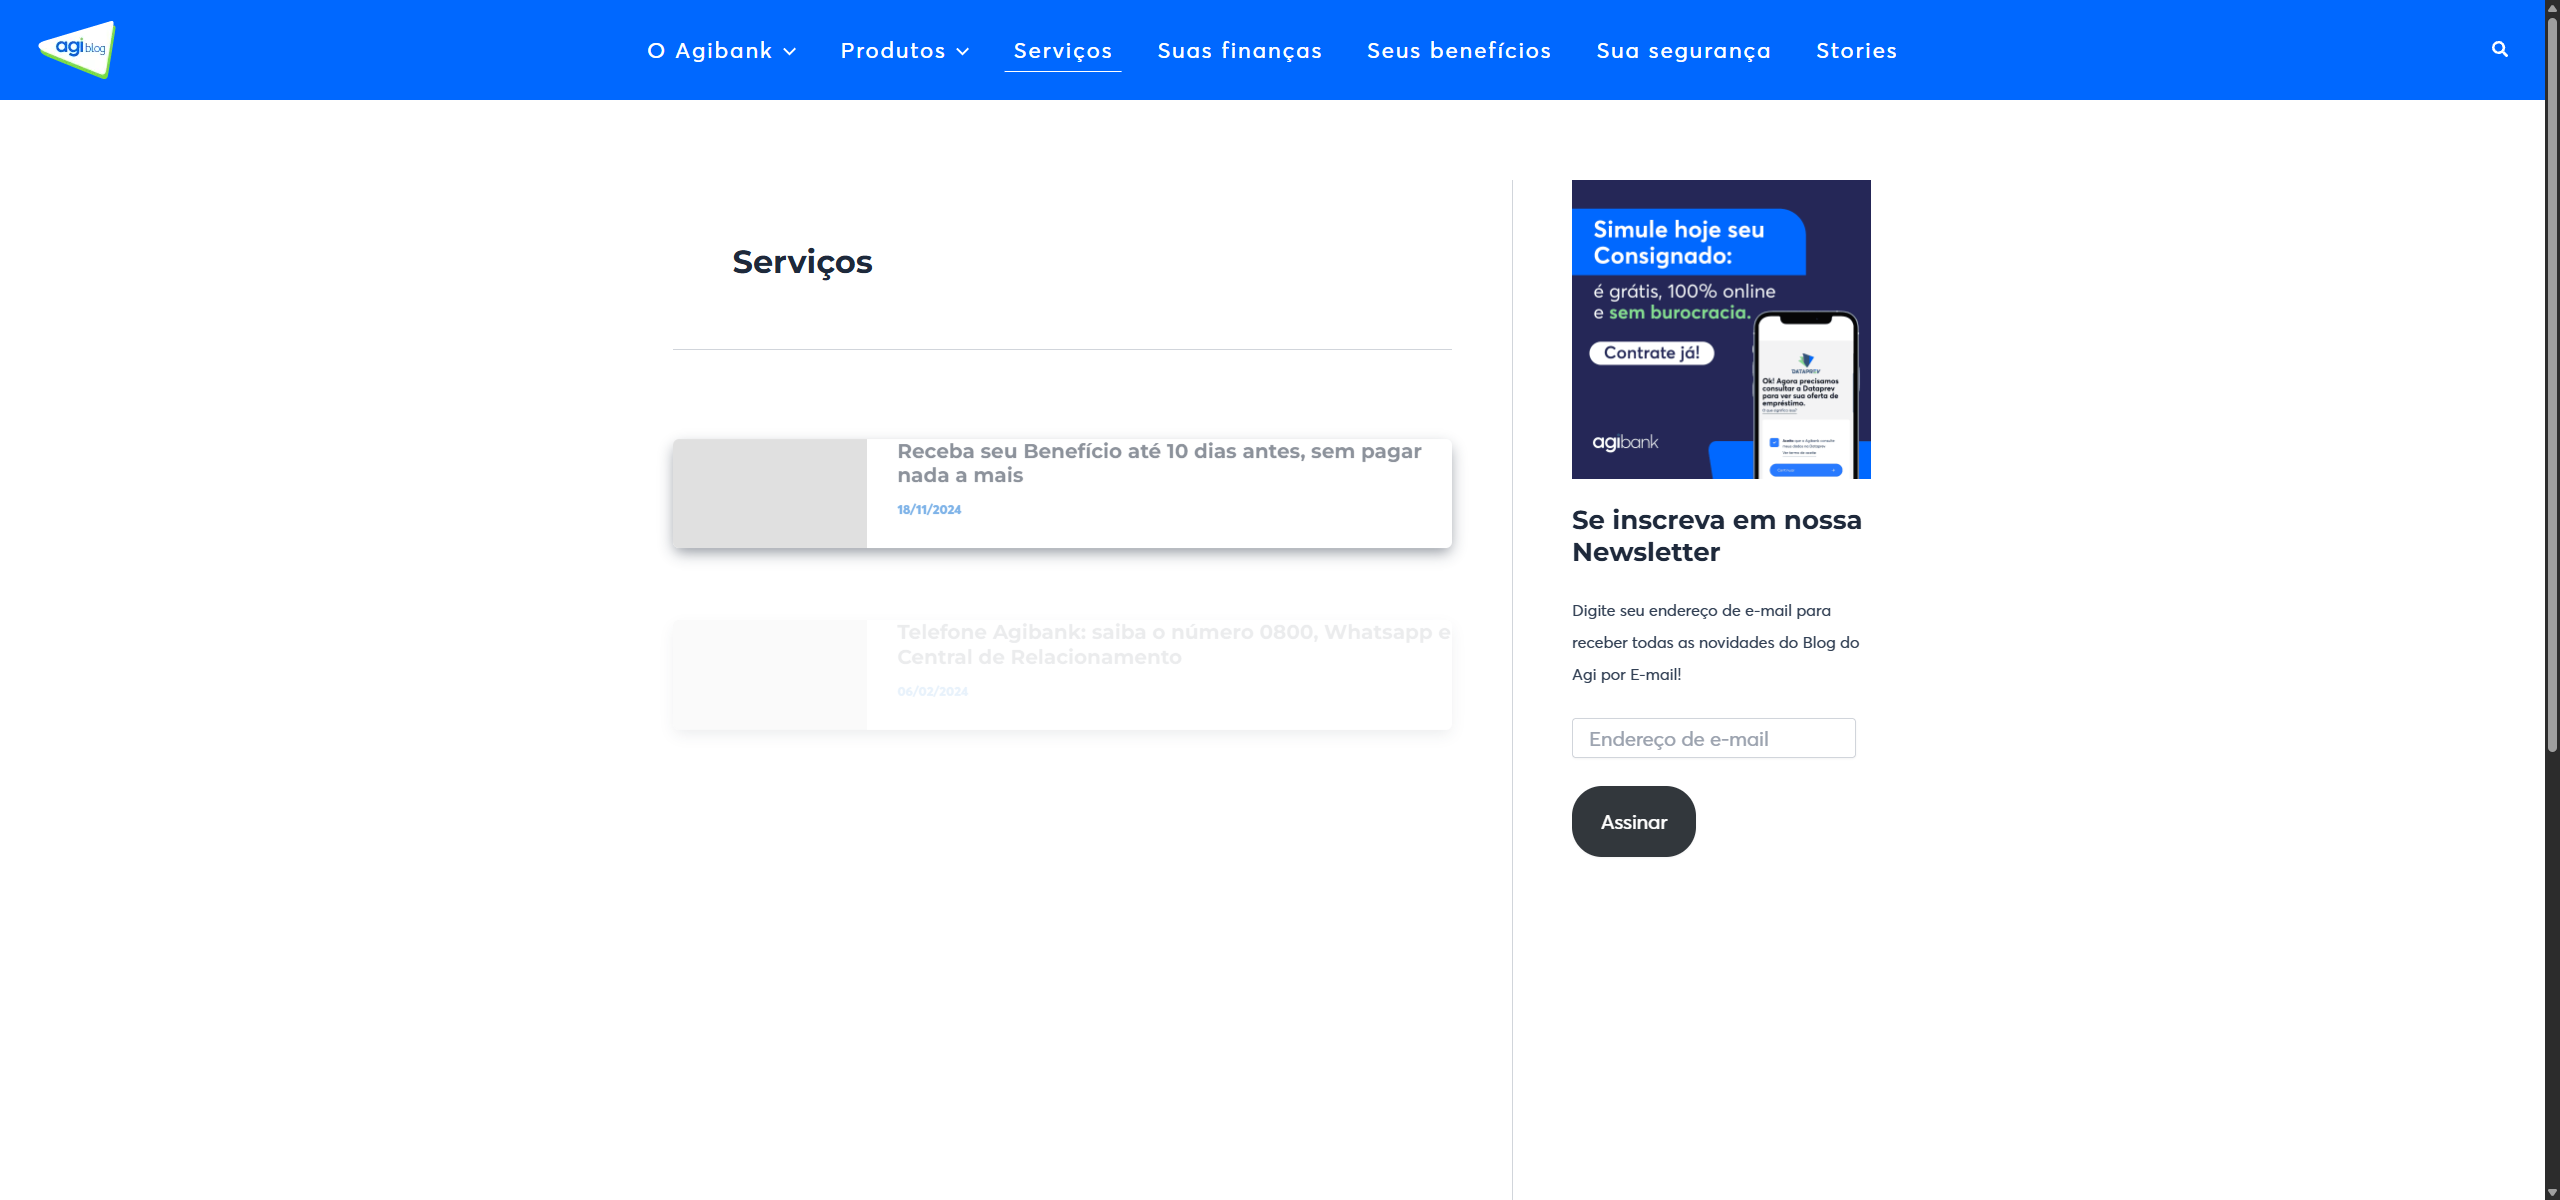 agi blog
O Agibank
Produtos
Serviços
Suas finanças
Seus benefícios
Sua segurança
Stories
Serviços
Receba seu Benefício até 10 dias antes, sem pagar
nada a mais
18/11/2024
Telefone Agibank: saiba o número 0800, Whatsapp e
Central de Relacionamento
06/02/2024
Simule hoje seu
Consignado:
é grátis, 100% online
e sem burocracia.
Contrate já!
DATAPREV
Ok! Agora precisamos
consultar a Dataprev
para ver sua oferta de
empréstimo.
agibank
Se inscreva em nossa
Newsletter
Digite seu endereço de e-mail para
receber todas as novidades do Blog do
Agi por E-mail!
Endereço de e-mail
Assinar